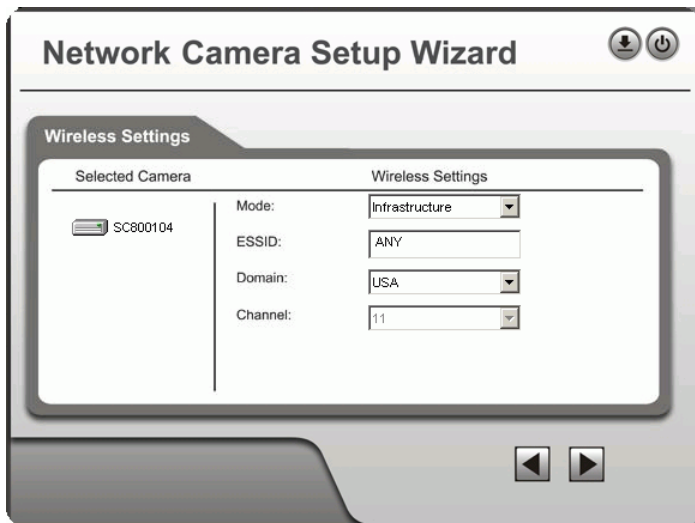 Network Camera Setup Wizard
Wireless Settings
Selected Camera
Wireless Settings
SC800104
Mode:
Infrastructure
ESSID:
ANY
Domain:
USA
Channel:
11